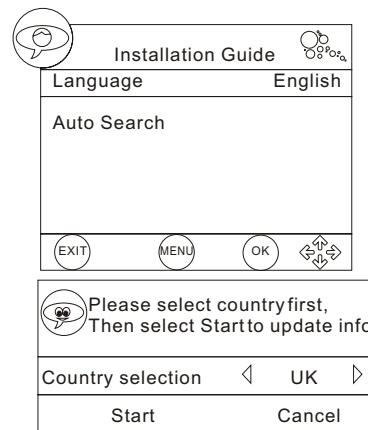 Installation Guide
Language English
Auto Search
EXIT MENU OK
Please select country first,
Then select Start to update info
Country selection UK
Start Cancel